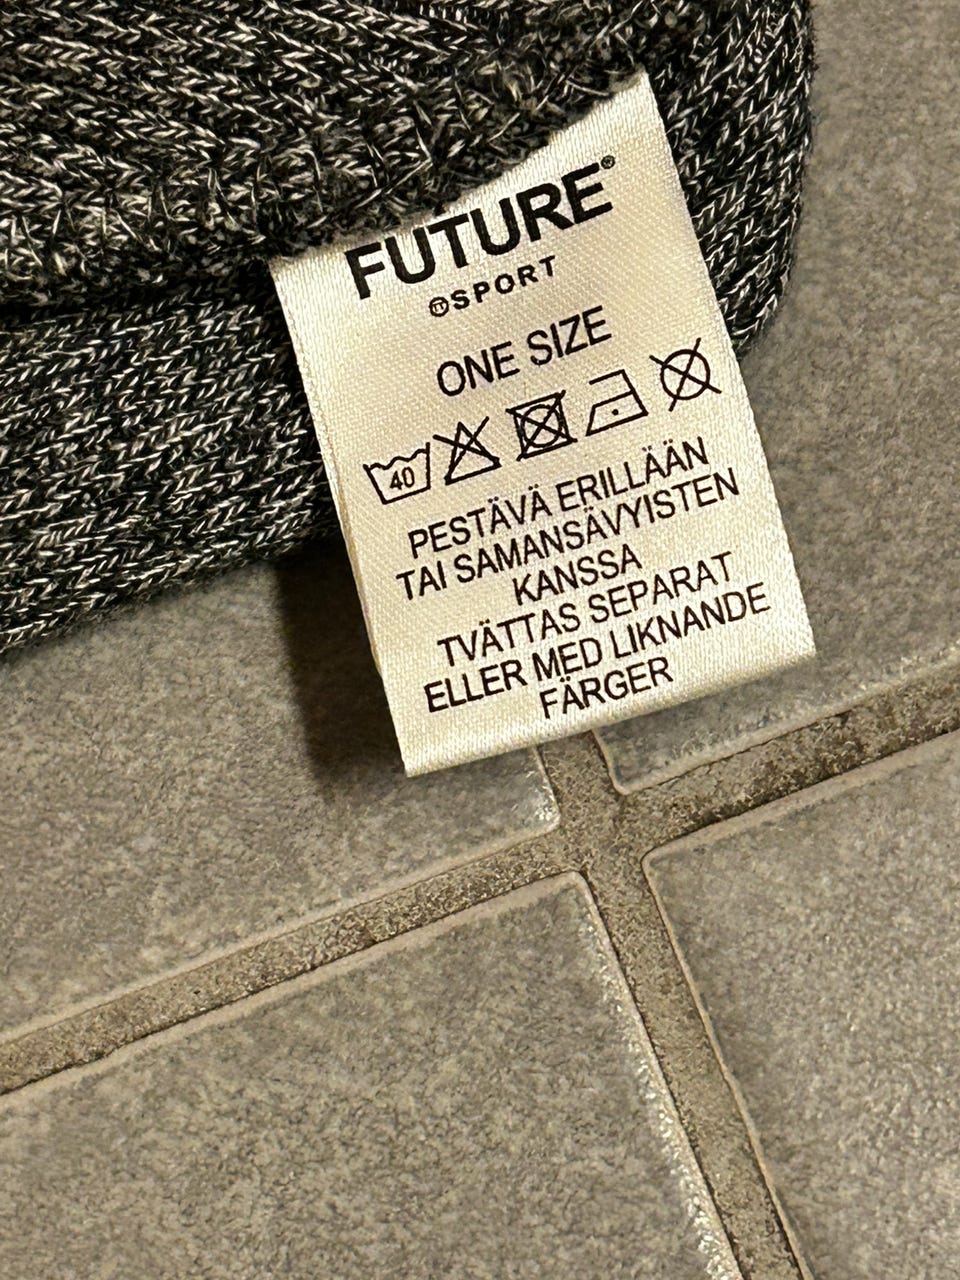 FUTURE®
SPORT
ONE SIZE
40
PESTÄVÄ ERILLÄÄN
TAI SAMANSÄVYISTEN
KANSSA
TVÄTTAS SEPARAT
ELLER MED LIKNANDE
FÄRGER